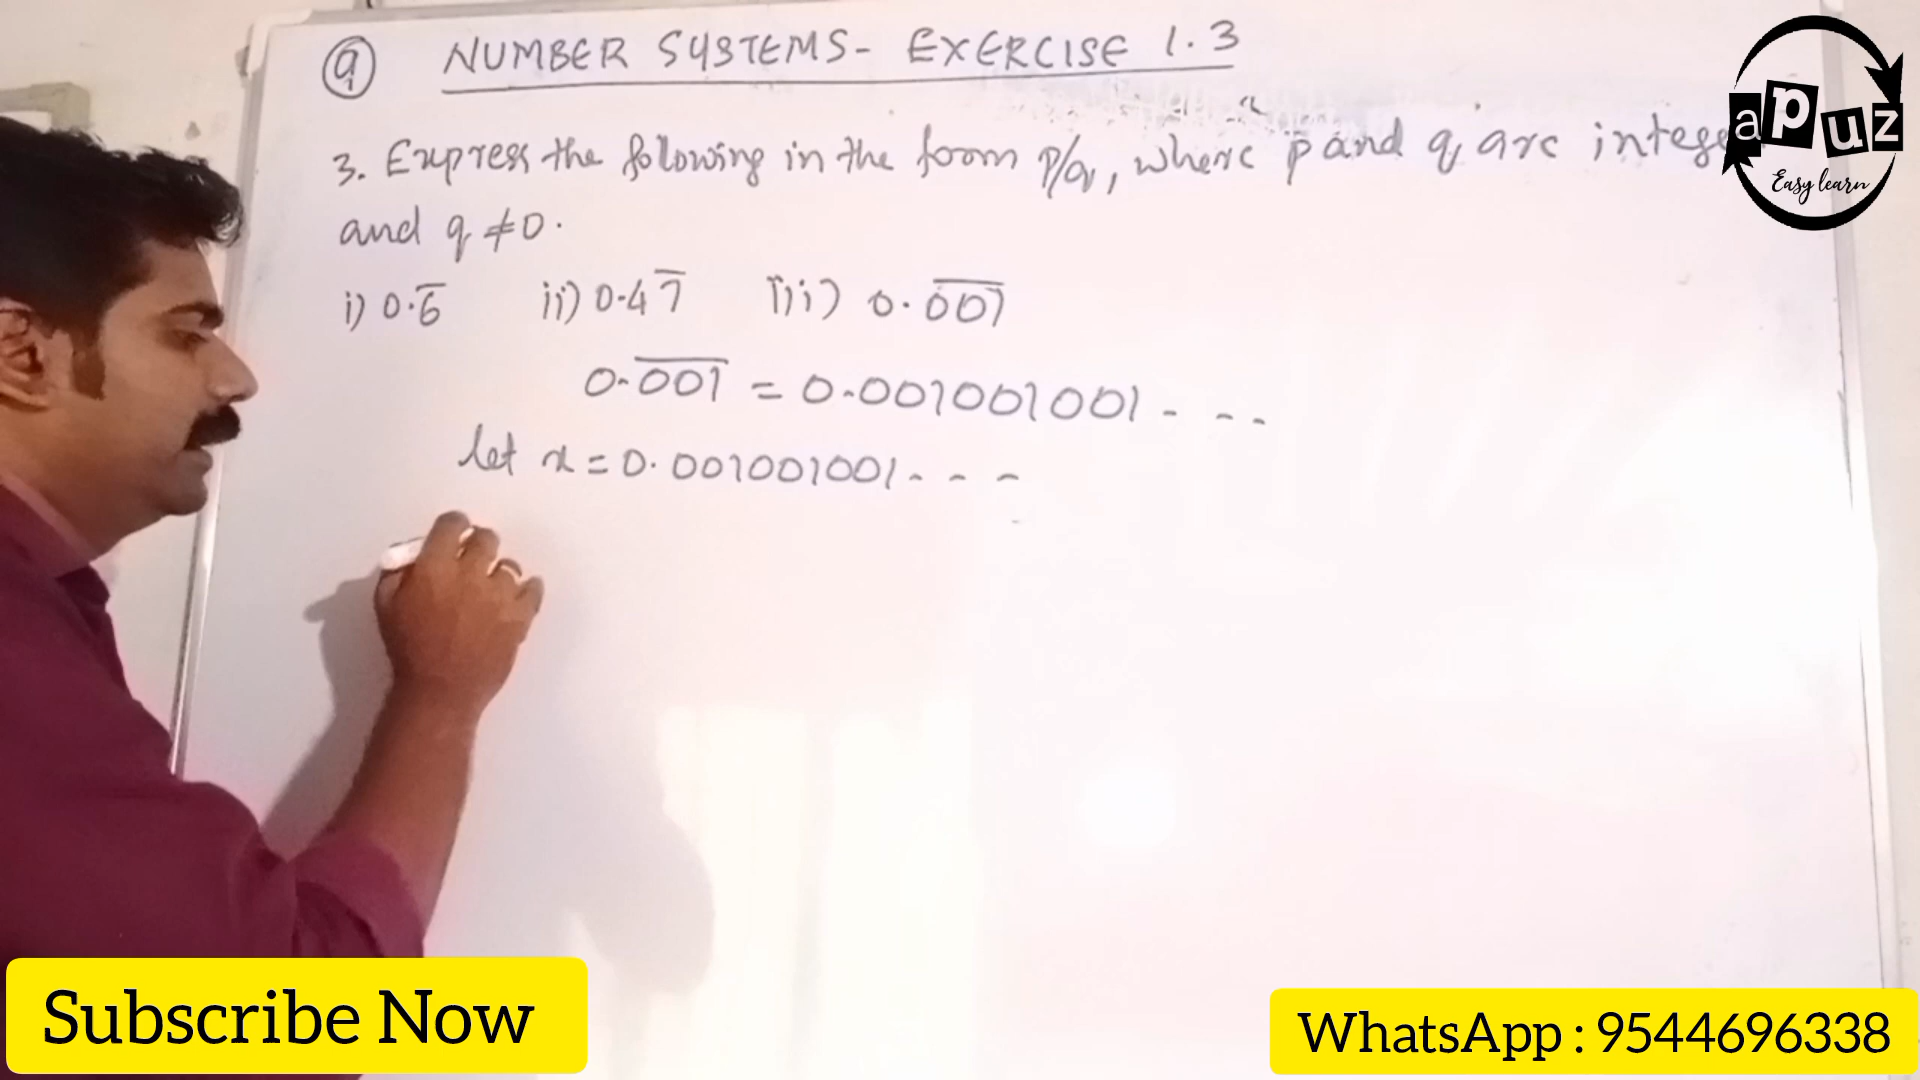 9 NUMBER SYSTEMS- EXERCISE 1.3
3. Express the following in the form p/q, where p and q are intege
and q ≠0.
i) 0.6̅ ii) 0.47̅ iii) 0.0̅0̅1̅
0.0̅0̅1̅ = 0.001001001- - - -
let x = 0.001001001- - - -
apuz
Easy learn
Subscribe Now
WhatsApp : 9544696338